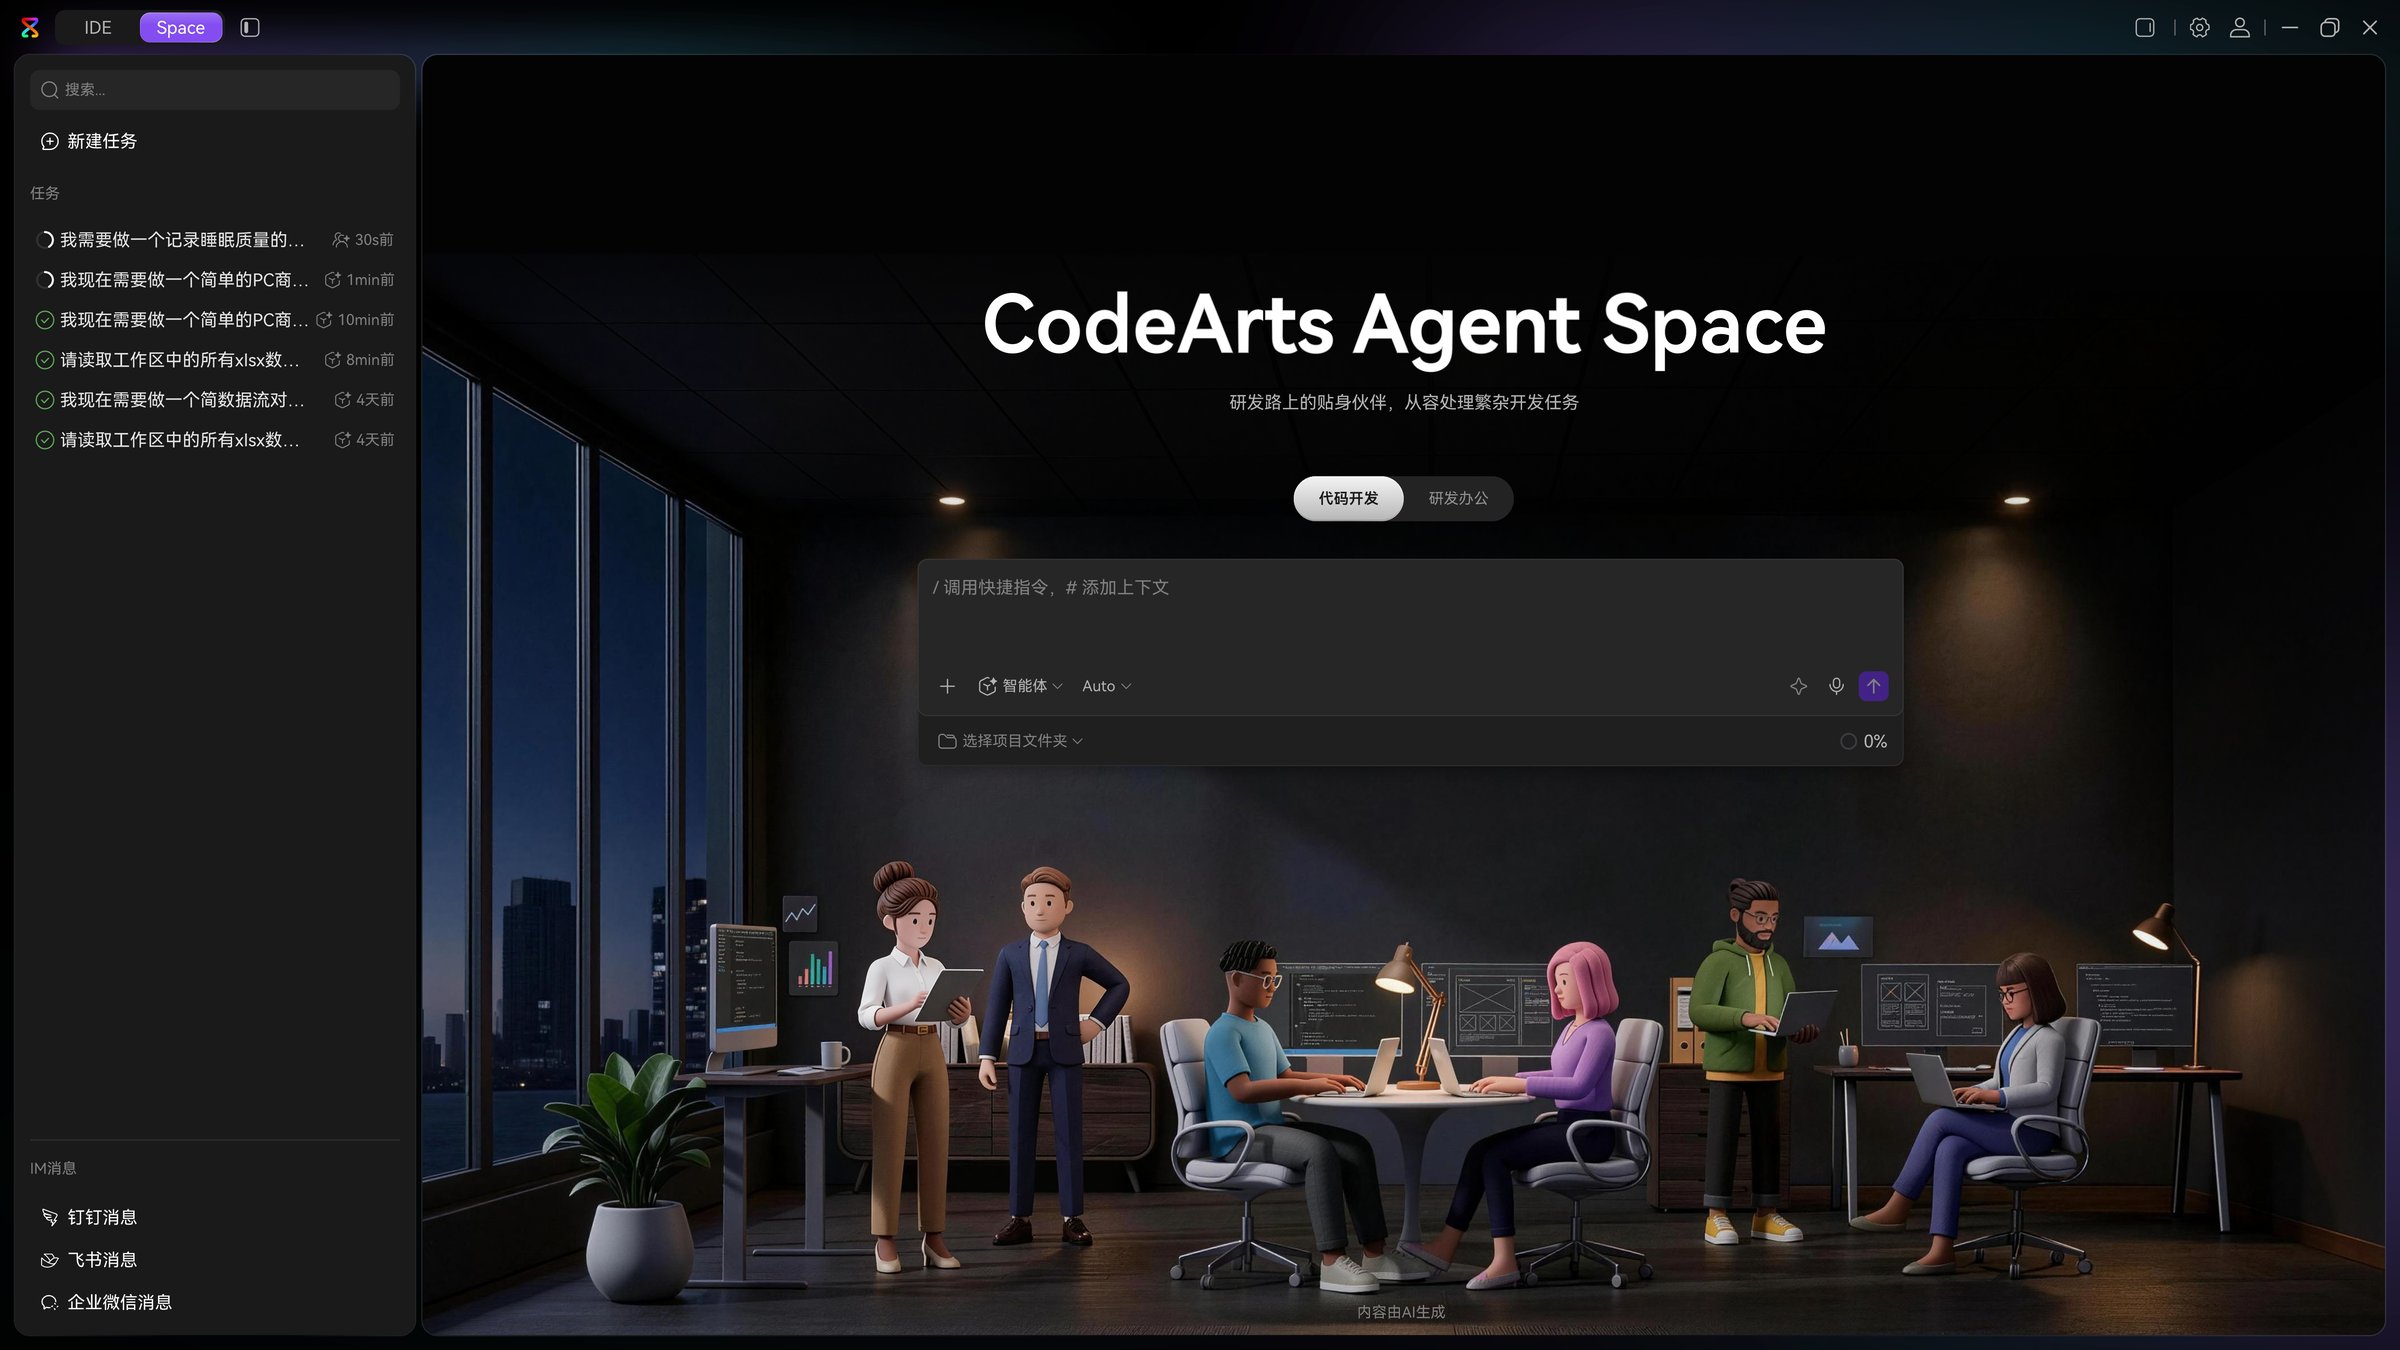 IDE
Space
搜索...
新建任务
任务
我需要做一个记录睡眠质量的... 30s前
我现在需要做一个简单的PC商... 1min前
我现在需要做一个简单的PC商... 10min前
请读取工作区中的所有xlsx数... 8min前
我现在需要做一个简数据流对... 4天前
请读取工作区中的所有xlsx数... 4天前
IM消息
钉钉消息
飞书消息
企业微信消息
CodeArts Agent Space
研发路上的贴身伙伴，从容处理繁杂开发任务
代码开发 研发办公
/ 调用快捷指令，# 添加上下文
智能体 Auto
选择项目文件夹 0%
内容由AI生成